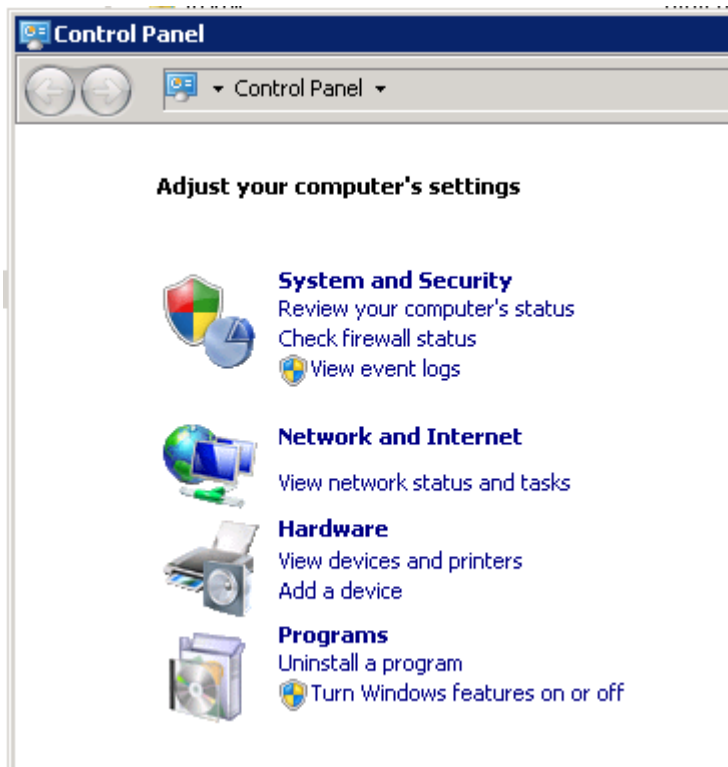 Control Panel
Control Panel
Adjust your computer's settings
System and Security
Review your computer's status
Check firewall status
View event logs
Network and Internet
View network status and tasks
Hardware
View devices and printers
Add a device
Programs
Uninstall a program
Turn Windows features on or off